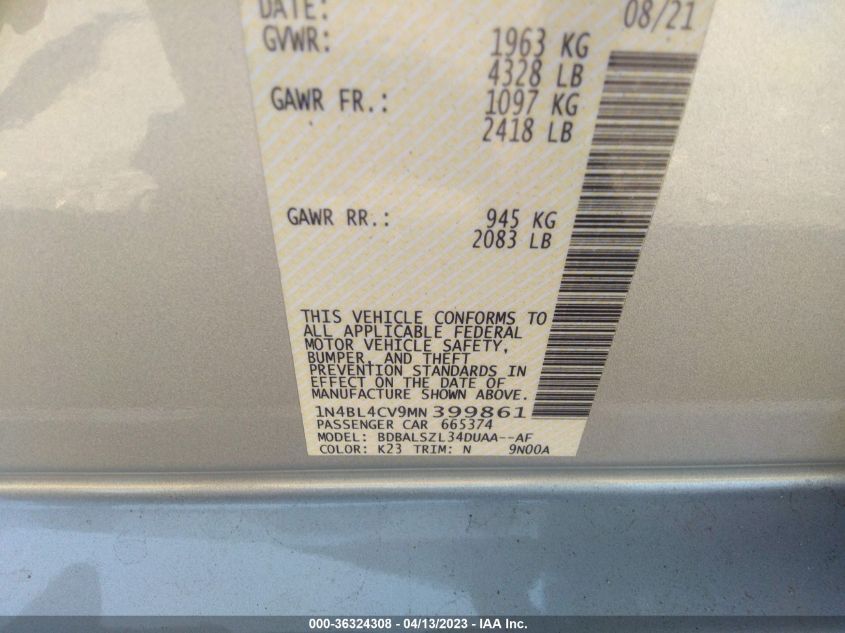 DATE: 08/21
GVWR: 1963 KG
4328 LB
GAWR FR.: 1097 KG
2418 LB
GAWR RR.: 945 KG
2083 LB
THIS VEHICLE CONFORMS TO
ALL APPLICABLE FEDERAL
MOTOR VEHICLE SAFETY,
BUMPER, AND THEFT
PREVENTION STANDARDS IN
EFFECT ON THE DATE OF
MANUFACTURE SHOWN ABOVE.
1N4BL4CV9MN399861
PASSENGER CAR 665374
MODEL: BDBALSZL34DUAA--AF
COLOR: K23 TRIM: N 9N00A
000-36324308 - 04/13/2023 - IAA Inc.